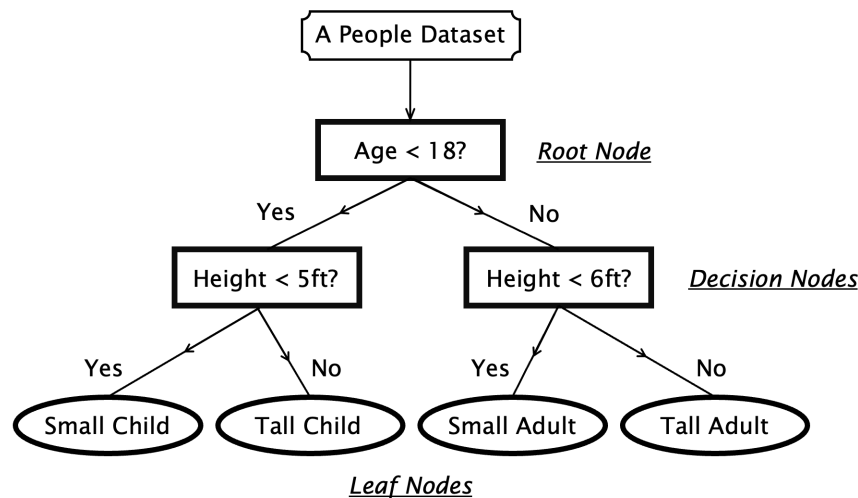 A People Dataset
Age < 18?
Root Node
Yes
No
Height < 5ft?
Height < 6ft?
Decision Nodes
Yes
No
Yes
No
Small Child
Tall Child
Small Adult
Tall Adult
Leaf Nodes